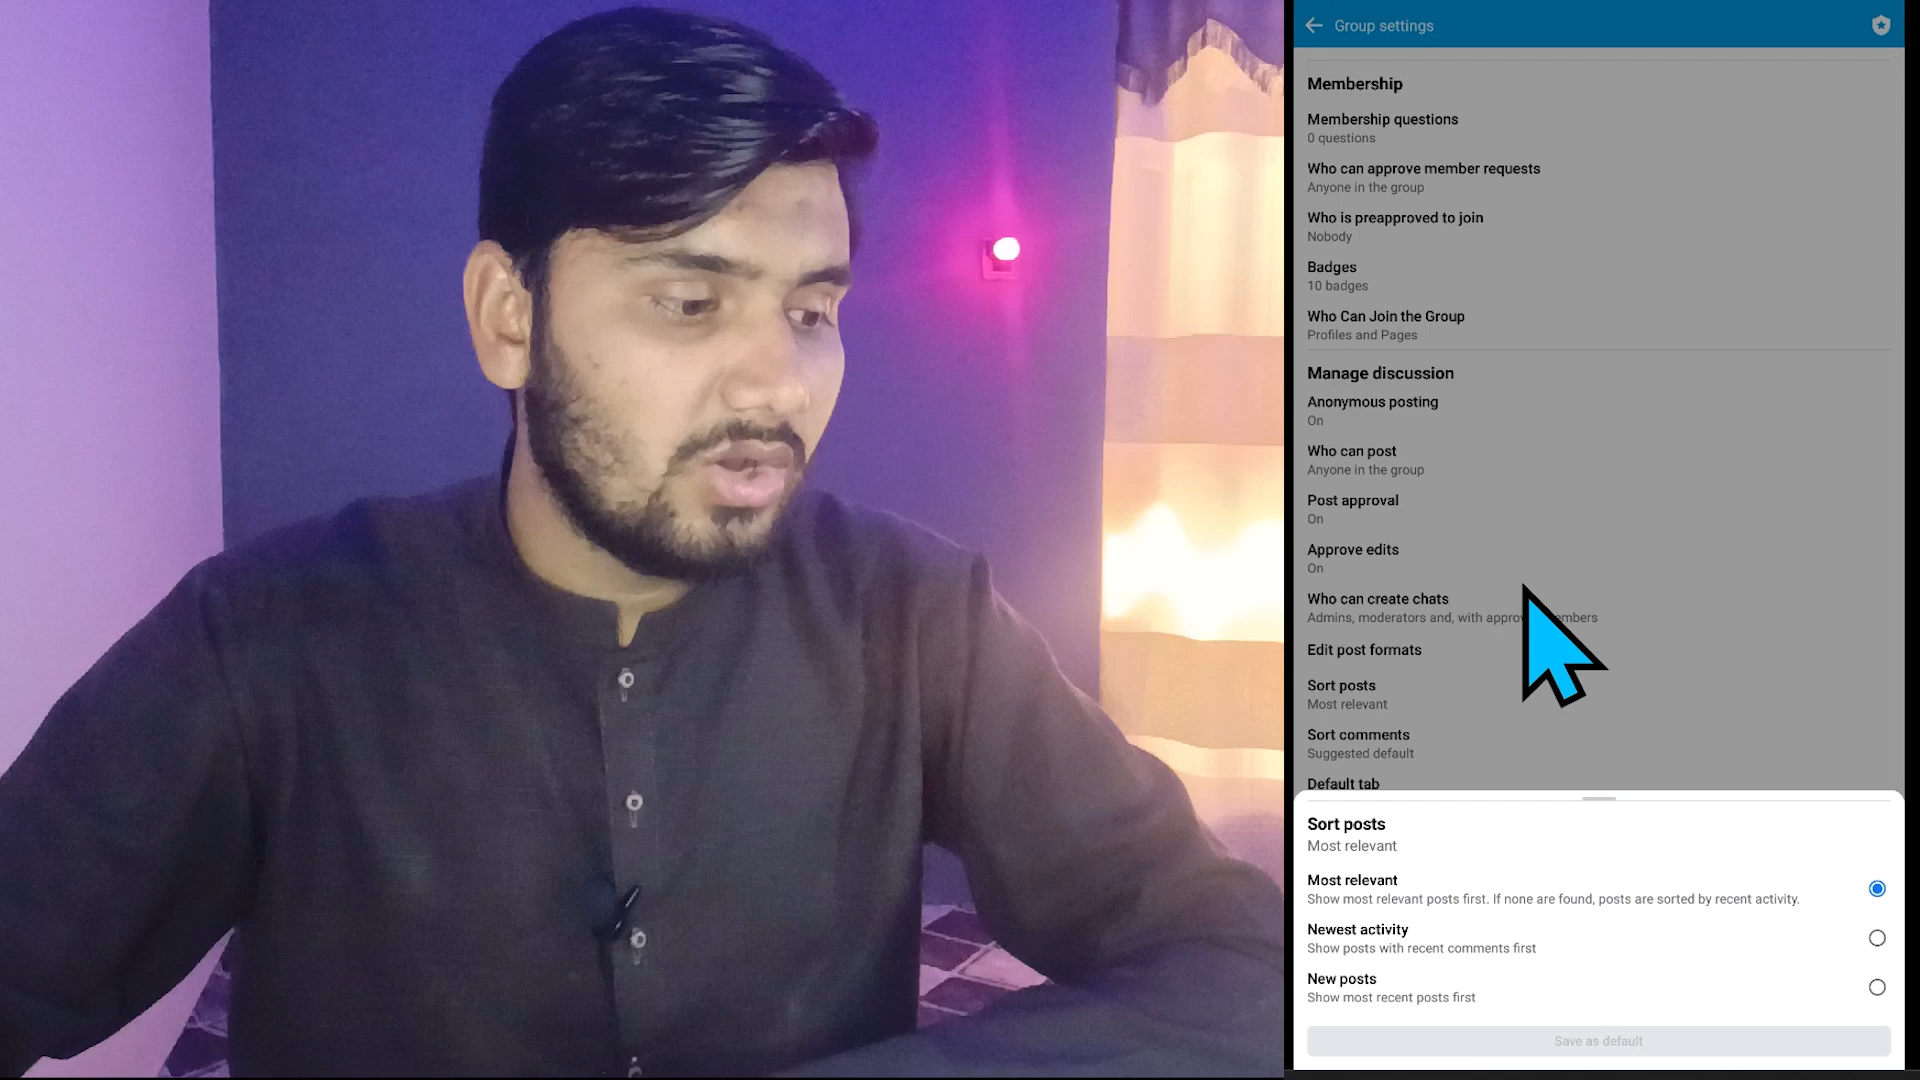 Group settings
Membership
Membership questions
0 questions
Who can approve member requests
Anyone in the group
Who is preapproved to join
Nobody
Badges
10 badges
Who Can Join the Group
Profiles and Pages
Manage discussion
Anonymous posting
On
Who can post
Anyone in the group
Post approval
On
Approve edits
On
Who can create chats
Admins, moderators and, with
Edit post formats
Sort posts
Most relevant
Sort comments
Suggested default
Default tab
Sort posts
Most relevant
Most relevant
Show most relevant posts first. If none are found, posts are sorted by recent activity.
Newest activity
Show posts with recent comments first
New posts
Show most recent posts first
Save as default